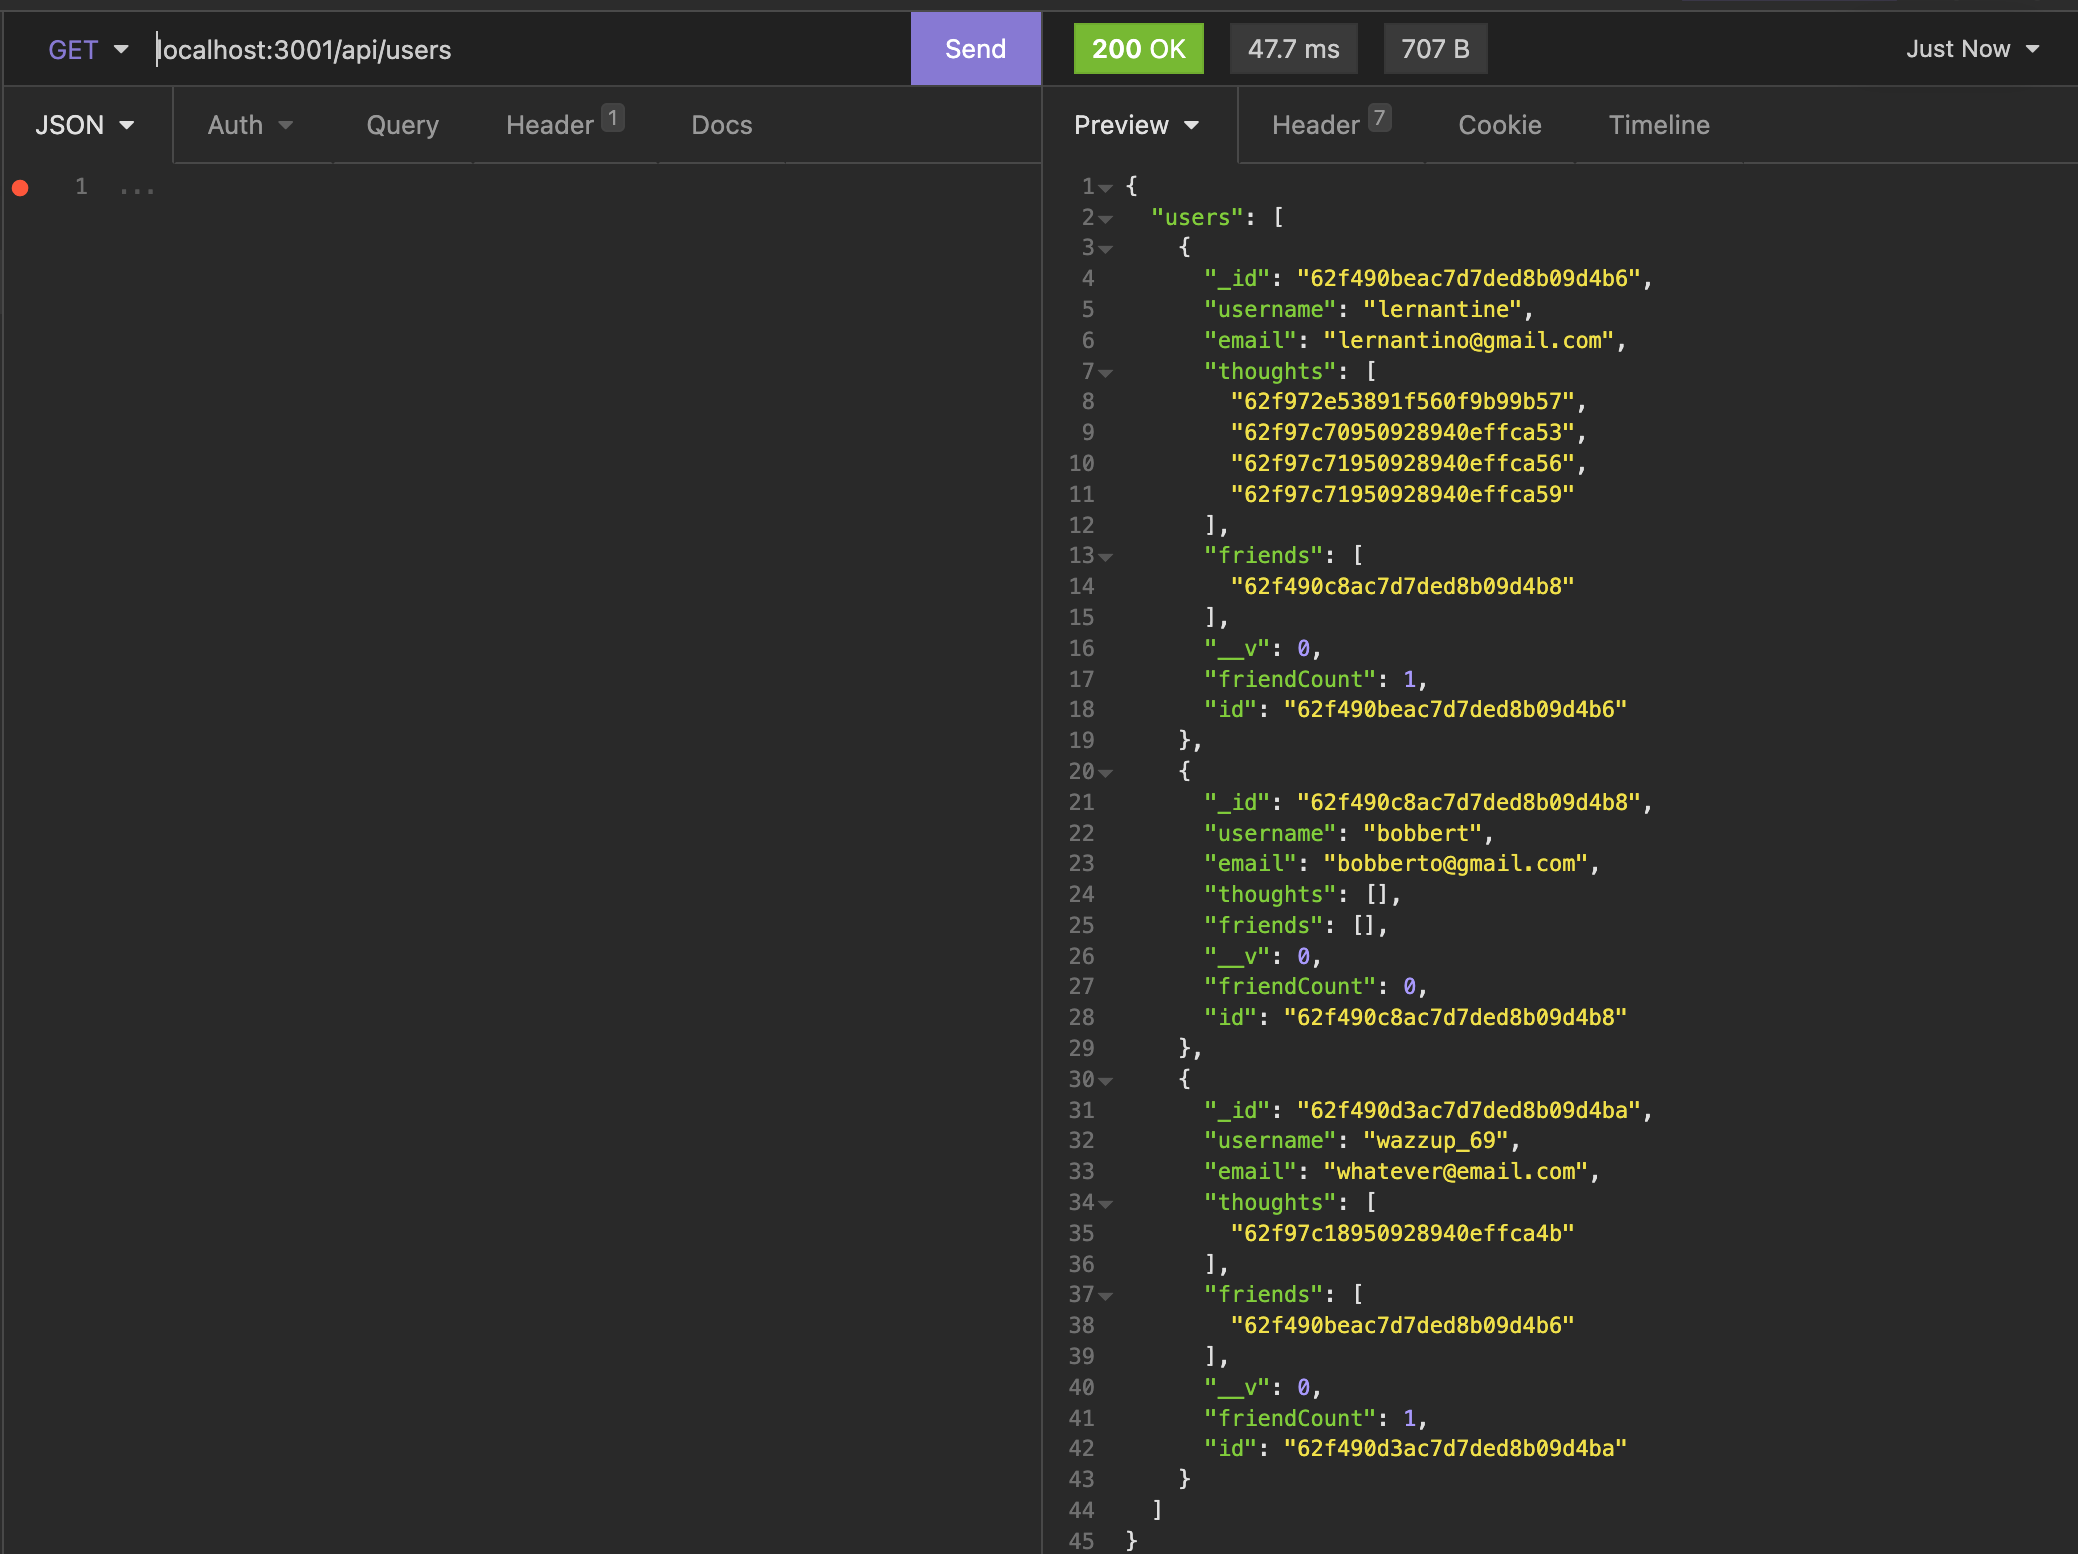 GET localhost:3001/api/users Send 200 OK 47.7 ms 707 B Just Now
JSON Auth Query Header 1 Docs Preview Header 7 Cookie Timeline
1 ...
1 {
2 "users": [
3 {
4 "_id": "62f490beac7d7ded8b09d4b6",
5 "username": "lernantine",
6 "email": "lernantino@gmail.com",
7 "thoughts": [
8 "62f972e53891f560f9b99b57",
9 "62f97c70950928940effca53",
10 "62f97c71950928940effca56",
11 "62f97c71950928940effca59"
12 ],
13 "friends": [
14 "62f490c8ac7d7ded8b09d4b8"
15 ],
16 "__v": 0,
17 "friendCount": 1,
18 "id": "62f490beac7d7ded8b09d4b6"
19 },
20 {
21 "_id": "62f490c8ac7d7ded8b09d4b8",
22 "username": "bobbert",
23 "email": "bobberto@gmail.com",
24 "thoughts": [],
25 "friends": [],
26 "__v": 0,
27 "friendCount": 0,
28 "id": "62f490c8ac7d7ded8b09d4b8"
29 },
30 {
31 "_id": "62f490d3ac7d7ded8b09d4ba",
32 "username": "wazzup_69",
33 "email": "whatever@email.com",
34 "thoughts": [
35 "62f97c18950928940effca4b"
36 ],
37 "friends": [
38 "62f490beac7d7ded8b09d4b6"
39 ],
40 "__v": 0,
41 "friendCount": 1,
42 "id": "62f490d3ac7d7ded8b09d4ba"
43 }
44 ]
45 }